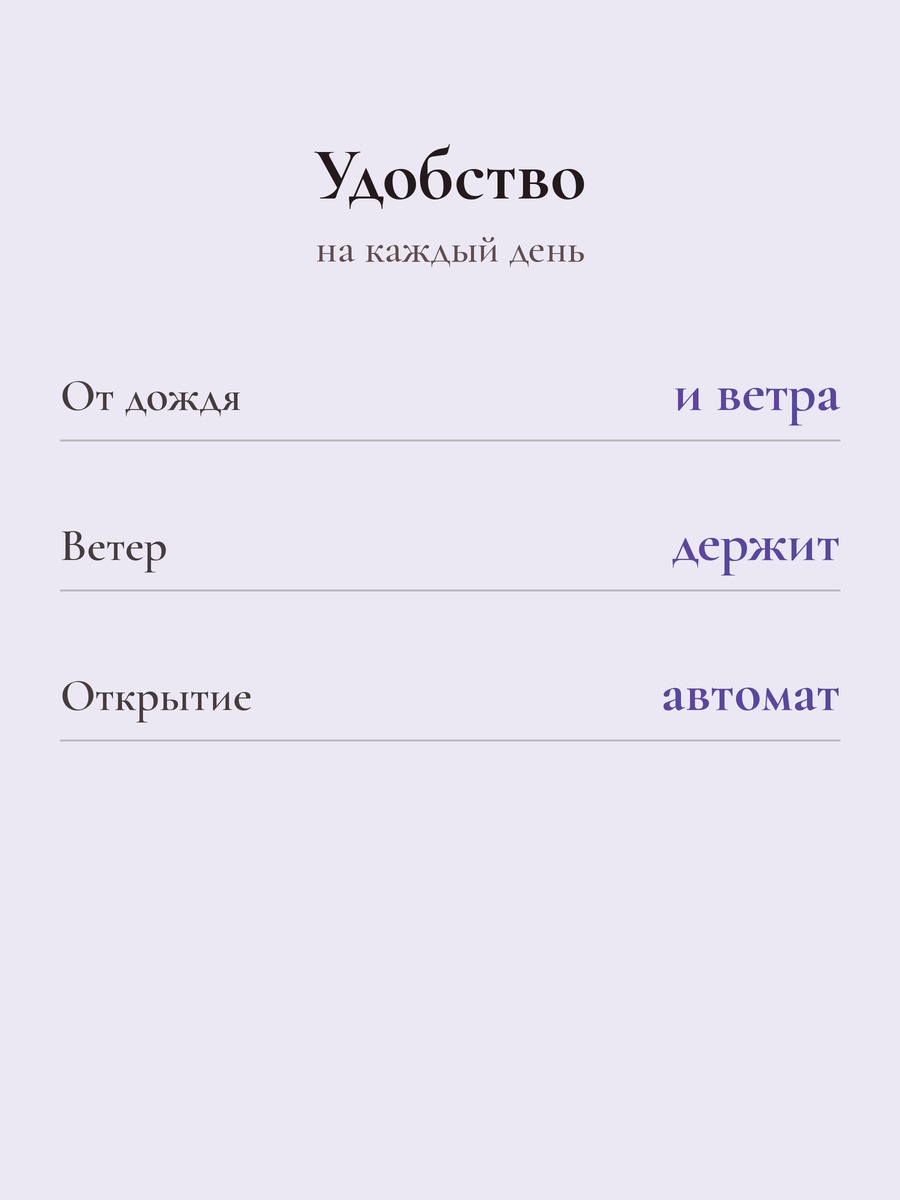 Удобство
на каждый день
От дождя и ветра
Ветер держит
Открытие автомат